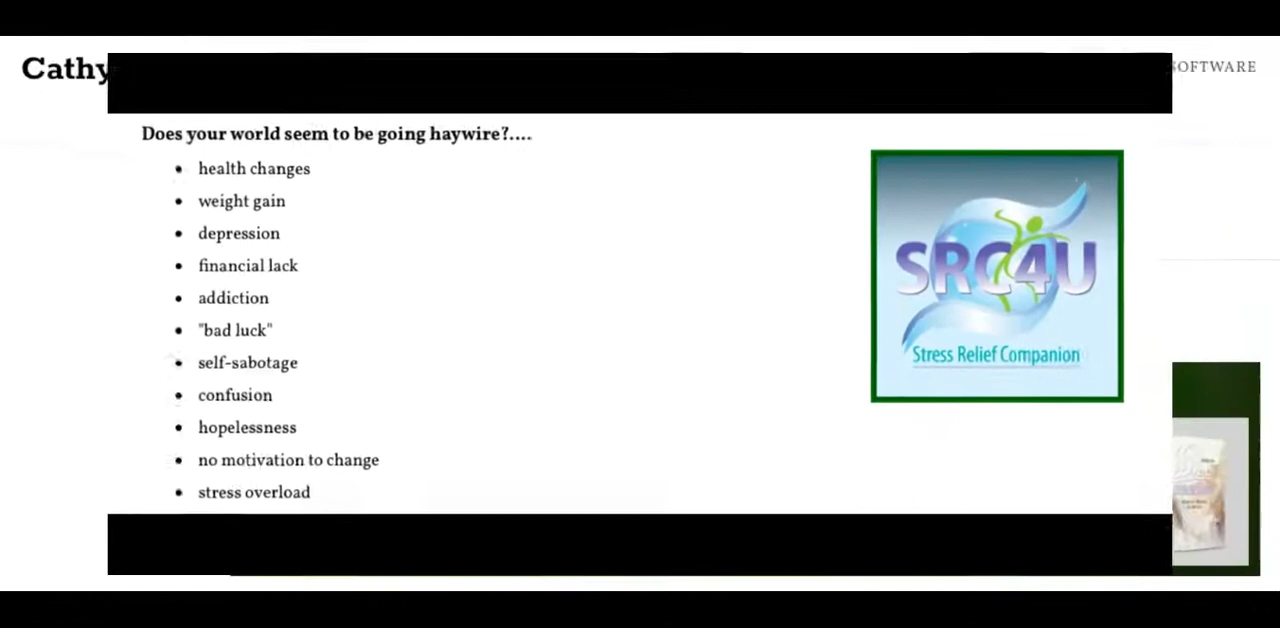 Cathy
SOFTWARE
Does your world seem to be going haywire?....
health changes
weight gain
depression
financial lack
addiction
"bad luck"
self-sabotage
confusion
hopelessness
no motivation to change
stress overload
SRC4U
Stress Relief Companion